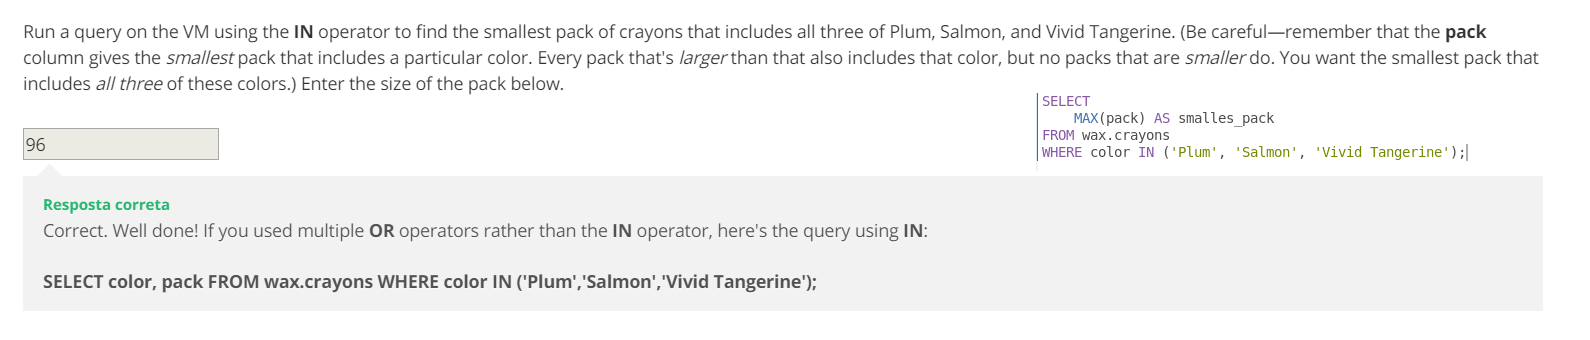 Run a query on the VM using the IN operator to find the smallest pack of crayons that includes all three of Plum, Salmon, and Vivid Tangerine. (Be careful—remember that the pack
column gives the smallest pack that includes a particular color. Every pack that's larger than that also includes that color, but no packs that are smaller do. You want the smallest pack that
includes all three of these colors.) Enter the size of the pack below.
SELECT
MAX(pack) AS smalles_pack
FROM wax.crayons
WHERE color IN ('Plum', 'Salmon', 'Vivid Tangerine');
96
Resposta correta
Correct. Well done! If you used multiple OR operators rather than the IN operator, here's the query using IN:
SELECT color, pack FROM wax.crayons WHERE color IN ('Plum','Salmon','Vivid Tangerine');